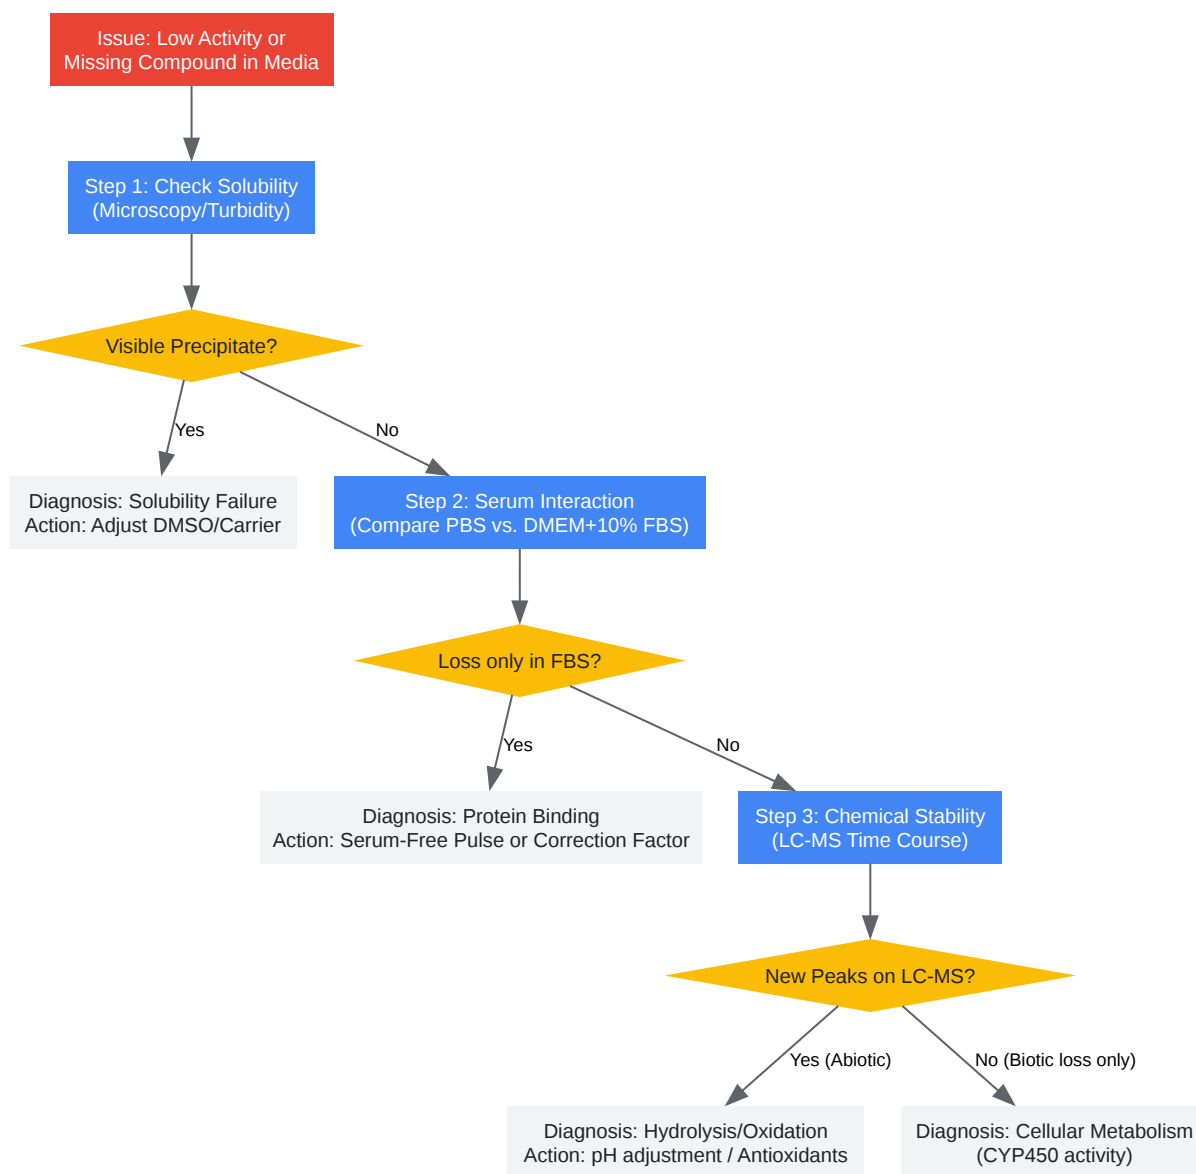 Issue: Low Activity or
Missing Compound in Media
Step 1: Check Solubility
(Microscopy/Turbidity)
Visible Precipitate?
Yes
No
Diagnosis: Solubility Failure
Action: Adjust DMSO/Carrier
Step 2: Serum Interaction
(Compare PBS vs. DMEM+10% FBS)
Loss only in FBS?
Yes
No
Diagnosis: Protein Binding
Action: Serum-Free Pulse or Correction Factor
Step 3: Chemical Stability
(LC-MS Time Course)
New Peaks on LC-MS?
Yes (Abiotic)
No (Biotic loss only)
Diagnosis: Hydrolysis/Oxidation
Action: pH adjustment / Antioxidants
Diagnosis: Cellular Metabolism
(CYP450 activity)